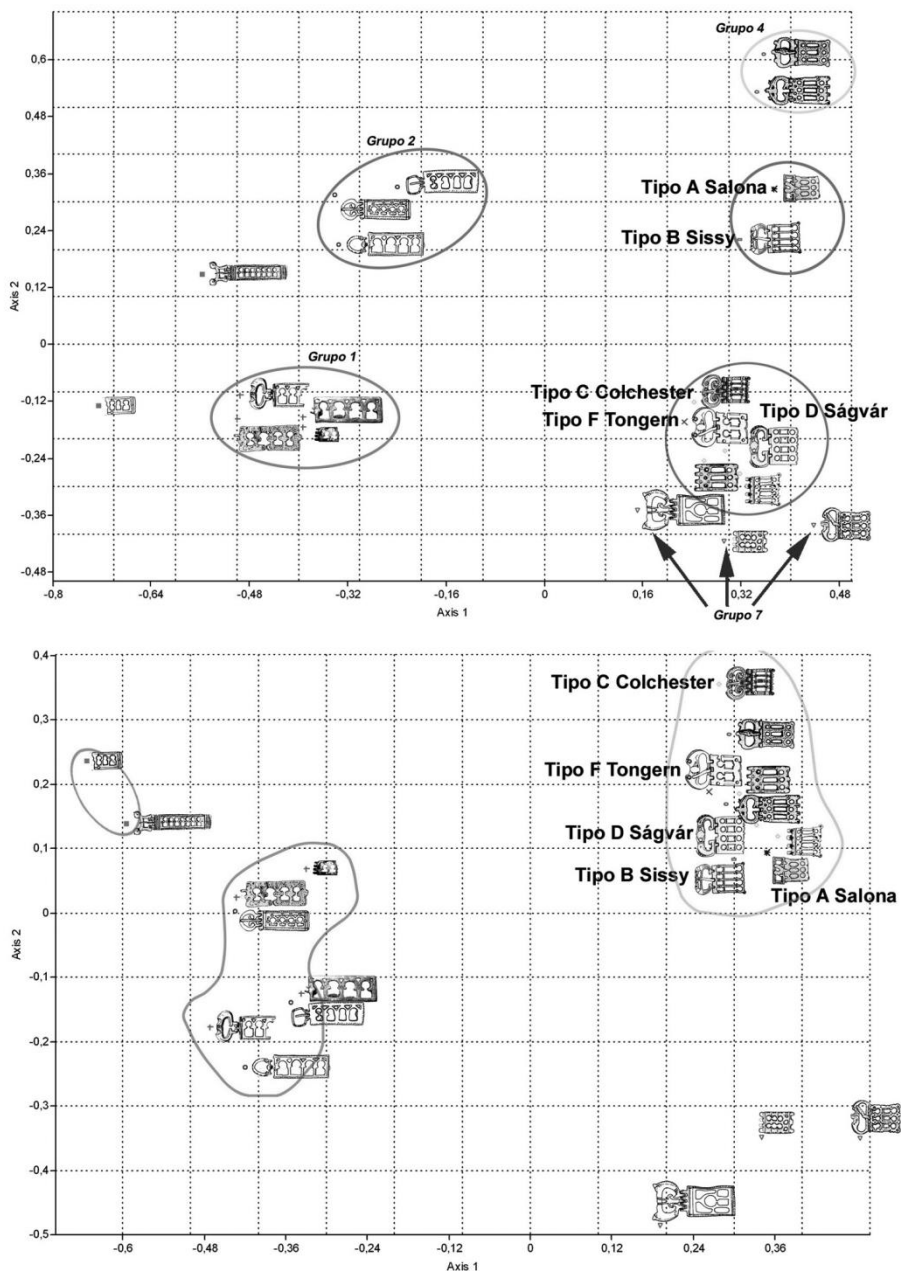 Grupo 4
0,6
0,48
Grupo 2
0,36
Tipo A Salona
0,24
Tipo B Sissy
0,12
Axis 2
0
Grupo 1
Tipo C Colchester
-0,12
Tipo F Tongern
Tipo D Ságvár
-0,24
-0,36
-0,48
-0,8
-0,64
-0,48
-0,32
-0,16
0
0,16
0,32
0,48
Grupo 7
Axis 1
0,4
Tipo C Colchester
0,3
Tipo F Tongern
0,2
Tipo D Ságvár
0,1
Tipo B Sissy
Tipo A Salona
0
Axis 2
-0,1
-0,2
-0,3
-0,4
-0,5
-0,6
-0,48
-0,36
-0,24
-0,12
0
0,12
0,24
0,36
Axis 1